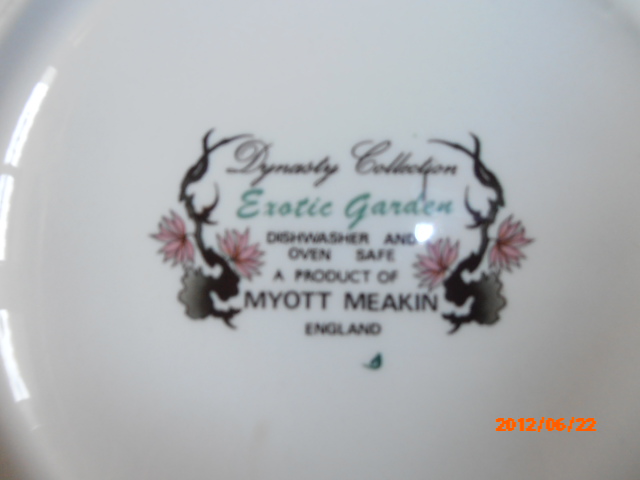 Dynasty Collection
Exotic Garden
DISHWASHER AND
OVEN SAFE
A PRODUCT OF
MYOTT MEAKIN
ENGLAND
s
2012/06/22